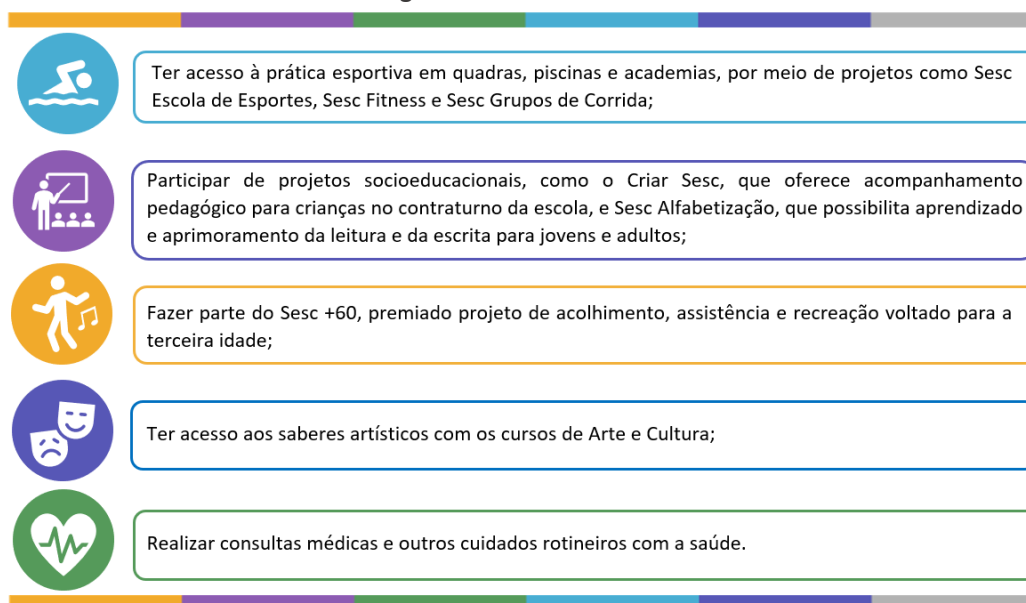 Ter acesso à prática esportiva em quadras, piscinas e academias, por meio de projetos como Sesc
Escola de Esportes, Sesc Fitness e Sesc Grupos de Corrida;
Participar de projetos socioeducacionais, como o Criar Sesc, que oferece acompanhamento
pedagógico para crianças no contraturno da escola, e Sesc Alfabetização, que possibilita aprendizado
e aprimoramento da leitura e da escrita para jovens e adultos;
Fazer parte do Sesc +60, premiado projeto de acolhimento, assistência e recreação voltado para a
terceira idade;
Ter acesso aos saberes artísticos com os cursos de Arte e Cultura;
Realizar consultas médicas e outros cuidados rotineiros com a saúde.